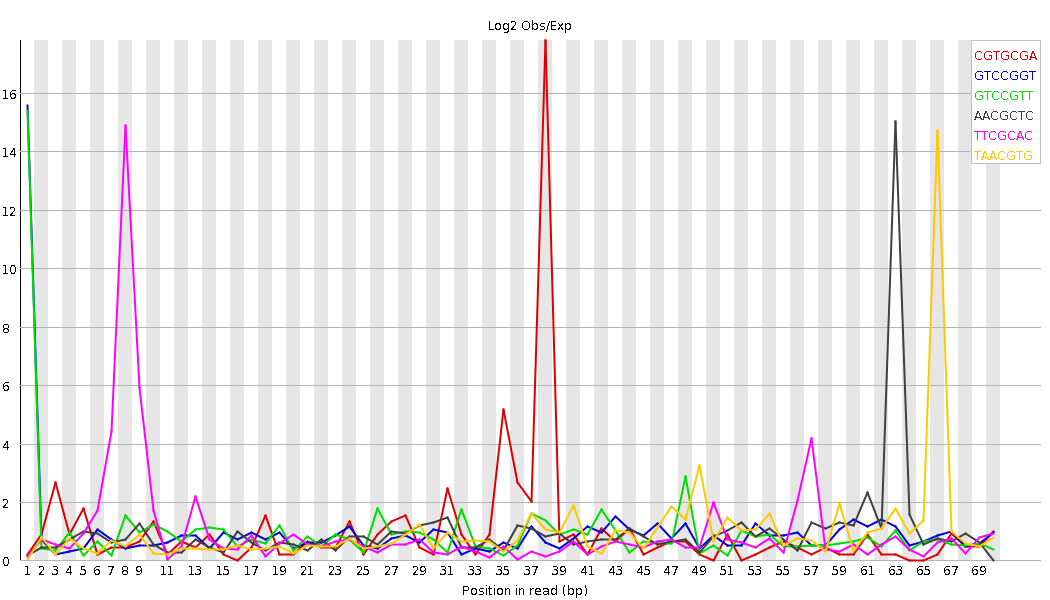 Log2 Obs/Exp
CGTGCGA
GTCCGGT
GTCCGTT
AACGCTC
TTCGCAC
TAACGTG
16
14
12
10
8
6
4
2
0
1 2 3 4 5 6 7 8 9 11 13 15 17 19 21 23 25 27 29 31 33 35 37 39 41 43 45 47 49 51 53 55 57 59 61 63 65 67 69
Position in read (bp)